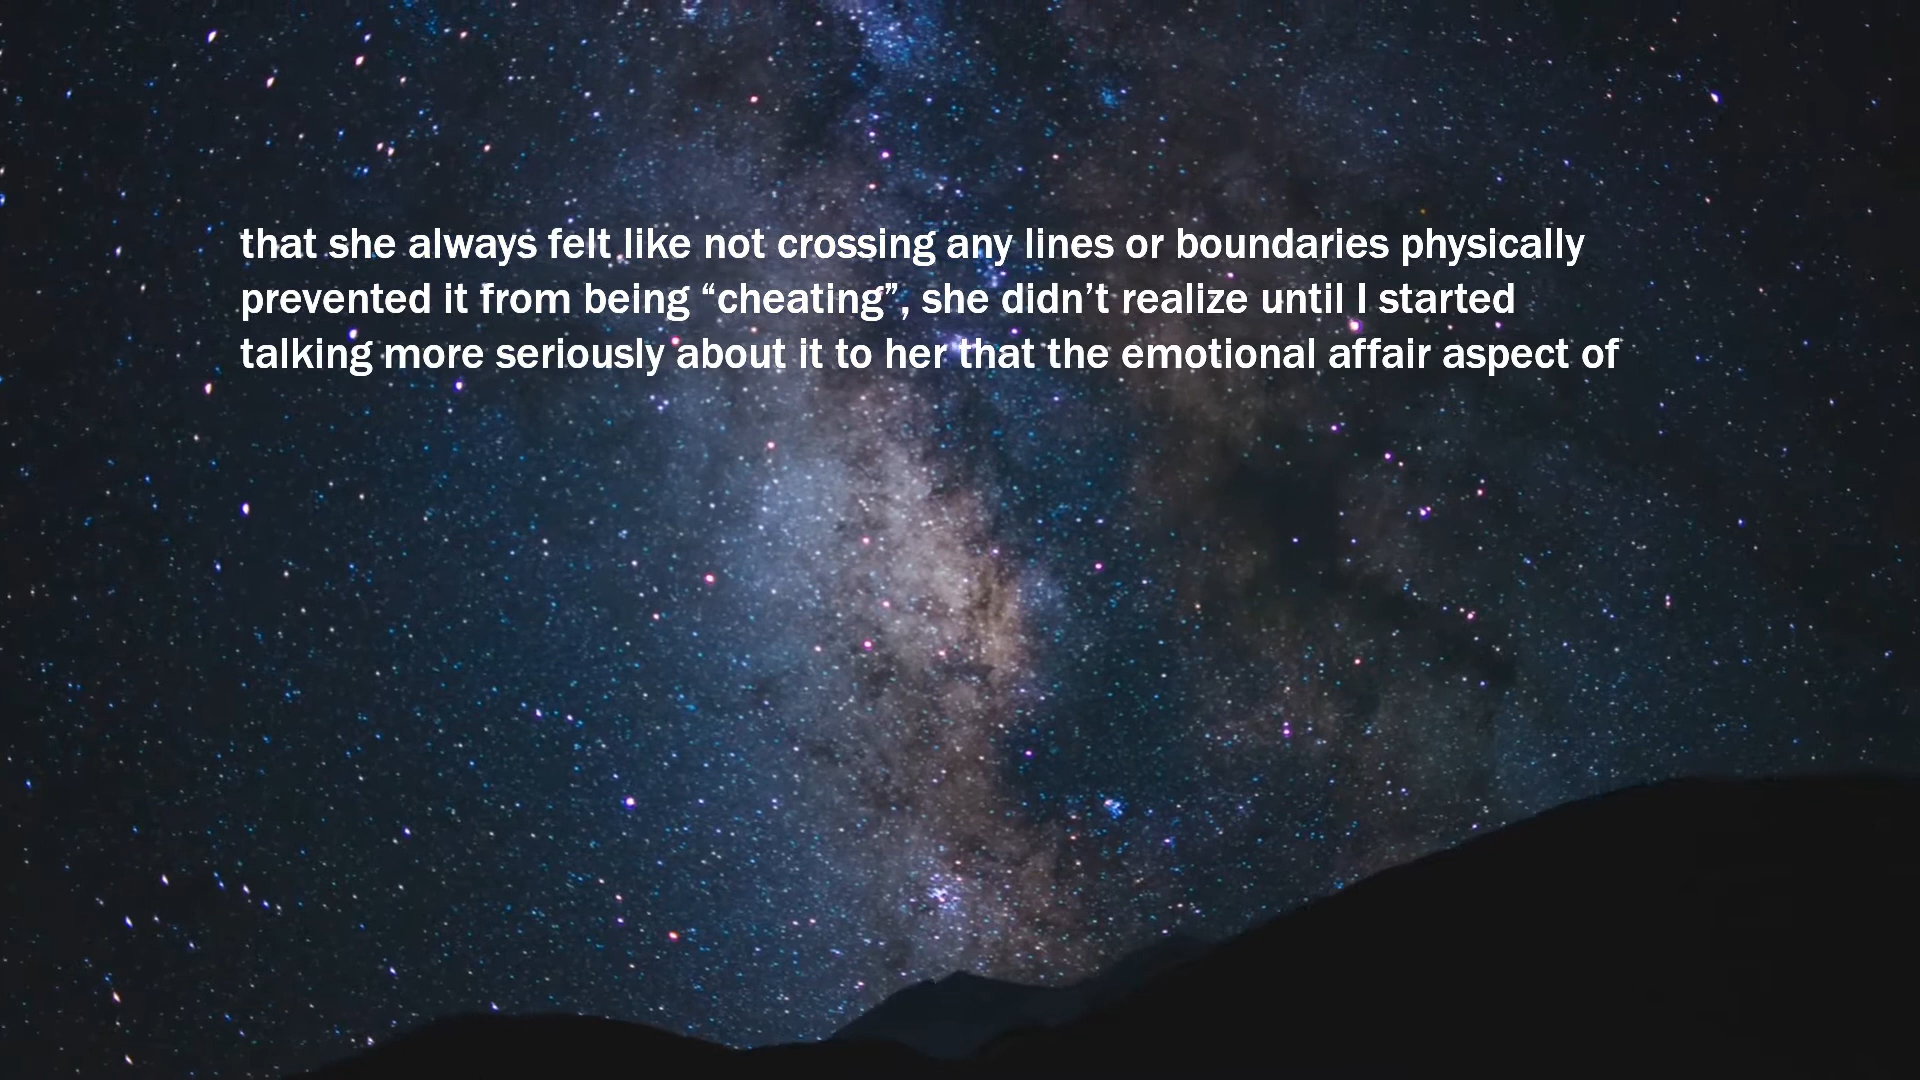 that she always felt like not crossing any lines or boundaries physically
prevented it from being “cheating”, she didn’t realize until I started
talking more seriously about it to her that the emotional affair aspect of